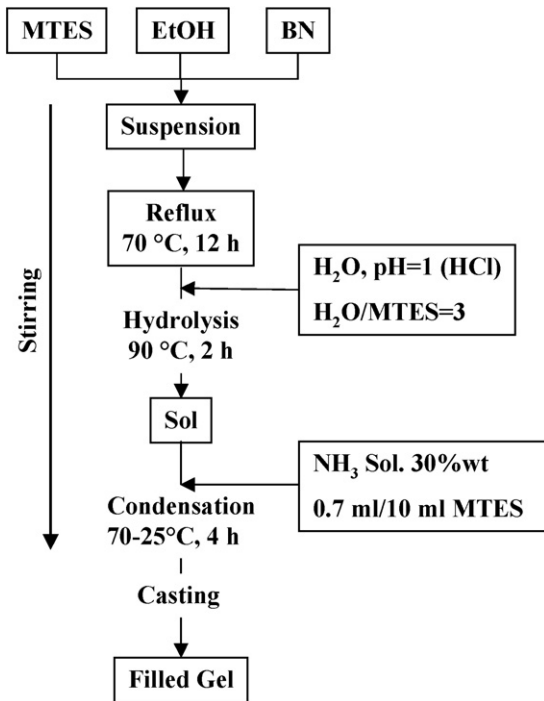 MTES
EtOH
BN
Suspension
Reflux
70 °C, 12 h
H₂O, pH=1 (HCl)
H₂O/MTES=3
Hydrolysis
90 °C, 2 h
Stirring
Sol
NH₃ Sol. 30%wt
0.7 ml/10 ml MTES
Condensation
70-25°C, 4 h
Casting
Filled Gel